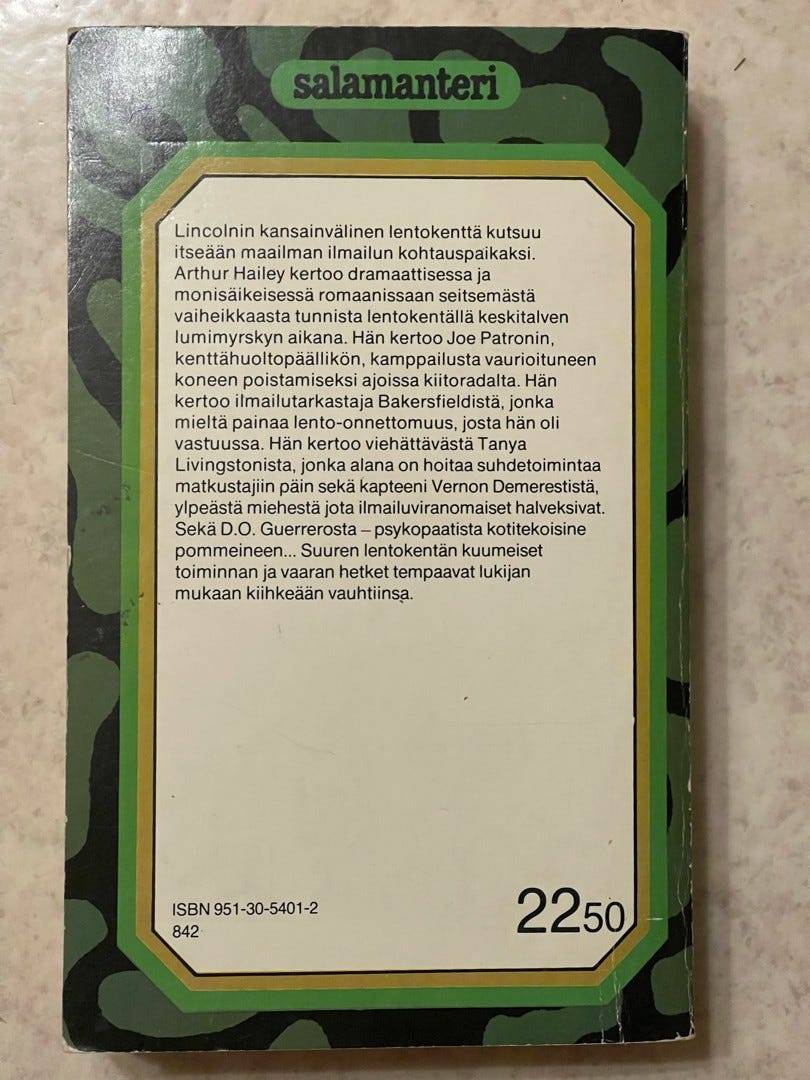 salamanteri
Lincolnin kansainvälinen lentokenttä kutsuu
itseään maailman ilmailun kohtauspaikaksi.
Arthur Hailey kertoo dramaattisessa ja
monisäikeisessä romaanissaan seitsemästä
vaiheikkaasta tunnista lentokentällä keskitalven
lumimyrskyn aikana. Hän kertoo Joe Patronin,
kenttähuoltopäällikön, kamppailusta vaurioituneen
koneen poistamiseksi ajoissa kiitoradalta. Hän
kertoo ilmailutarkastaja Bakersfieldistä, jonka
mieltä painaa lento-onnettomuus, josta hän oli
vastuussa. Hän kertoo viehättävästä Tanya
Livingstonista, jonka alana on hoitaa suhdetoimintaa
matkustajiin päin sekä kapteeni Vernon Demerestistä,
ylpeästä miehestä jota ilmailuviranomaiset halveksivat.
Sekä D.O. Guerrerosta – psykopaatista kotitekoisine
pommeineen... Suuren lentokentän kuumeiset
toiminnan ja vaaran hetket tempaavat lukijan
mukaan kiihkeään vauhtiinsa.
ISBN 951-30-5401-2
842
2250